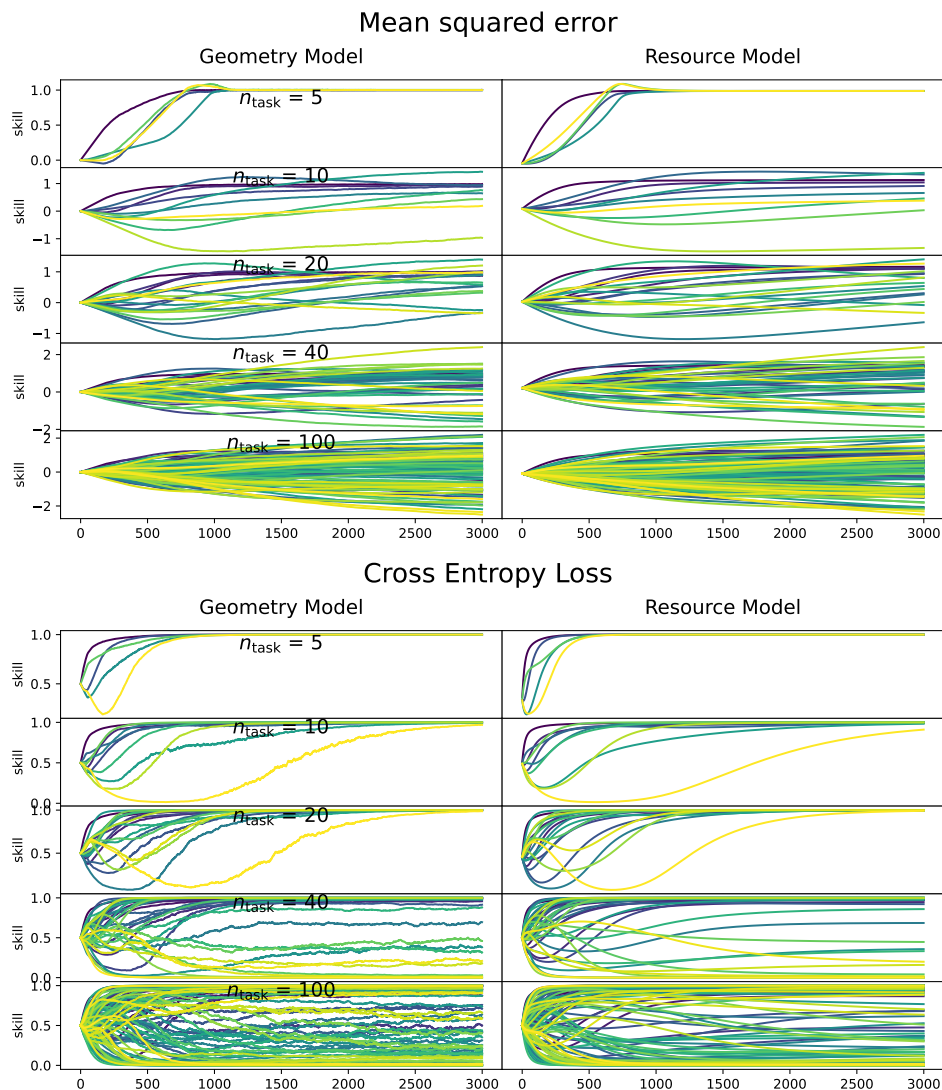 Mean squared error
Geometry Model Resource Model
1.0
0.5
0.0
skill
n_task = 5
1
0
−1
skill
n_task = 10
1
0
−1
skill
n_task = 20
2
0
−2
skill
n_task = 40
2
0
−2
skill
n_task = 100
0 500 1000 1500 2000 2500 3000 0 500 1000 1500 2000 2500 3000
Cross Entropy Loss
Geometry Model Resource Model
1.0
0.5
skill
n_task = 5
1.0
0.5
0.0
skill
n_task = 10
1.0
0.5
skill
n_task = 20
1.0
0.5
0.0
skill
n_task = 40
1.0
0.5
0.0
skill
n_task = 100
0 500 1000 1500 2000 2500 3000 0 500 1000 1500 2000 2500 3000